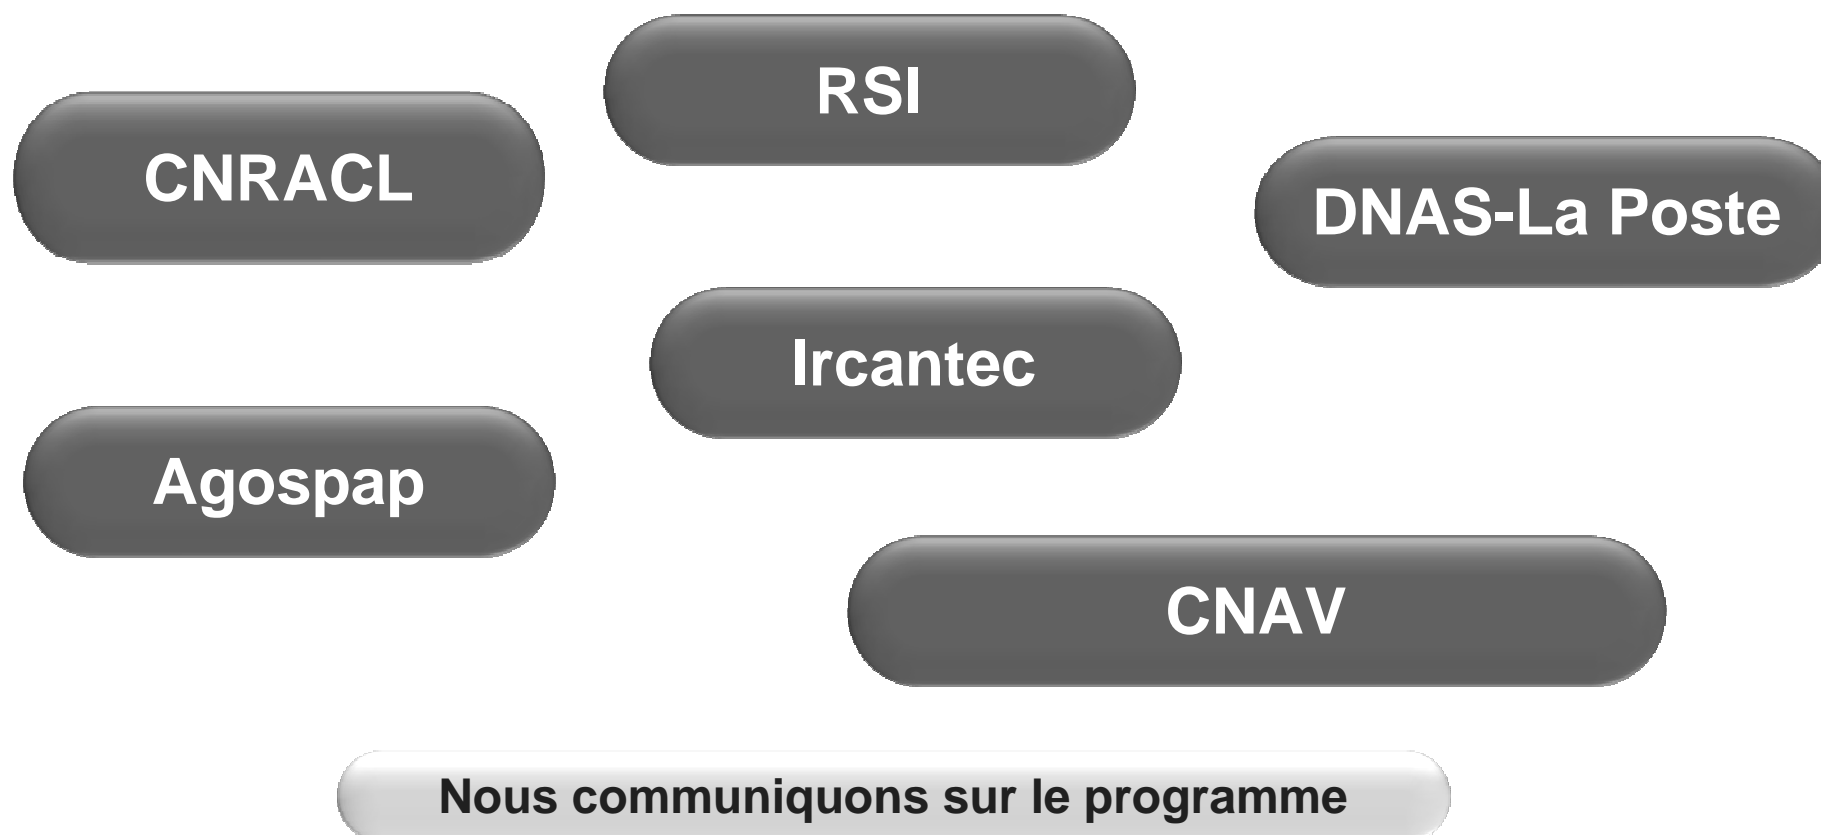 RSI
CNRACL
DNAS-La Poste
Ircantec
Agospap
CNAV
Nous communiquons sur le programme